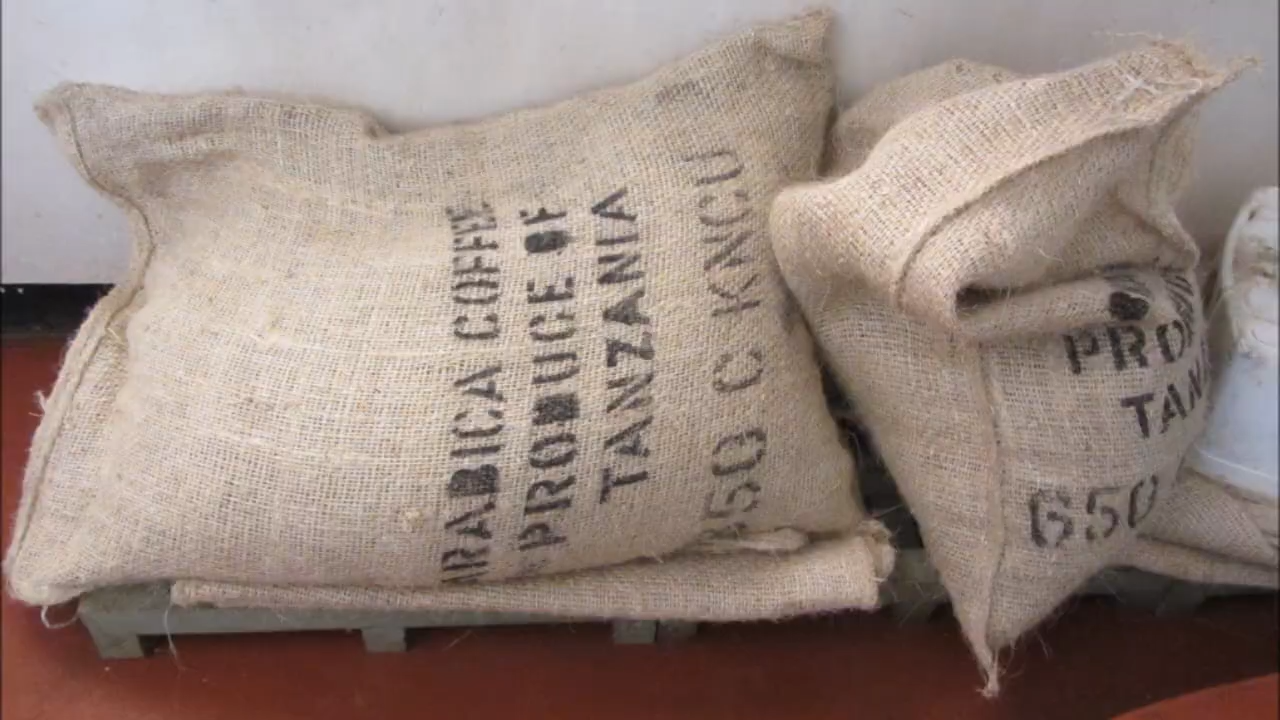 ARABICA COFFEE
PRODUCE OF
TANZANIA
650 C KNCU
PRO
TAN
650